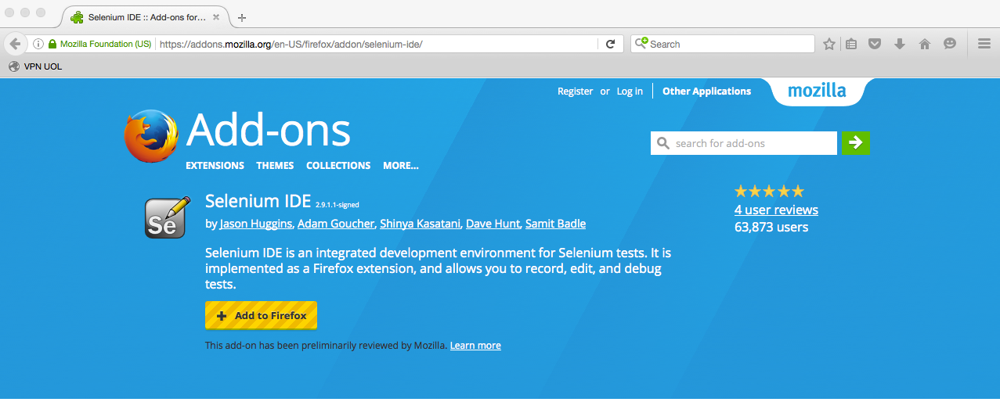 Selenium IDE :: Add-ons for...
Mozilla Foundation (US)
https://addons.mozilla.org/en-US/firefox/addon/selenium-ide/
Search
VPN UOL
Register or Log in
Other Applications
mozilla
Add-ons
search for add-ons
EXTENSIONS THEMES COLLECTIONS MORE...
Se
Selenium IDE 2.9.1.1-signed
4 user reviews
by Jason Huggins, Adam Goucher, Shinya Kasatani, Dave Hunt, Samit Badle
63,873 users
Selenium IDE is an integrated development environment for Selenium tests. It is
implemented as a Firefox extension, and allows you to record, edit, and debug
tests.
Add to Firefox
This add-on has been preliminarily reviewed by Mozilla. Learn more